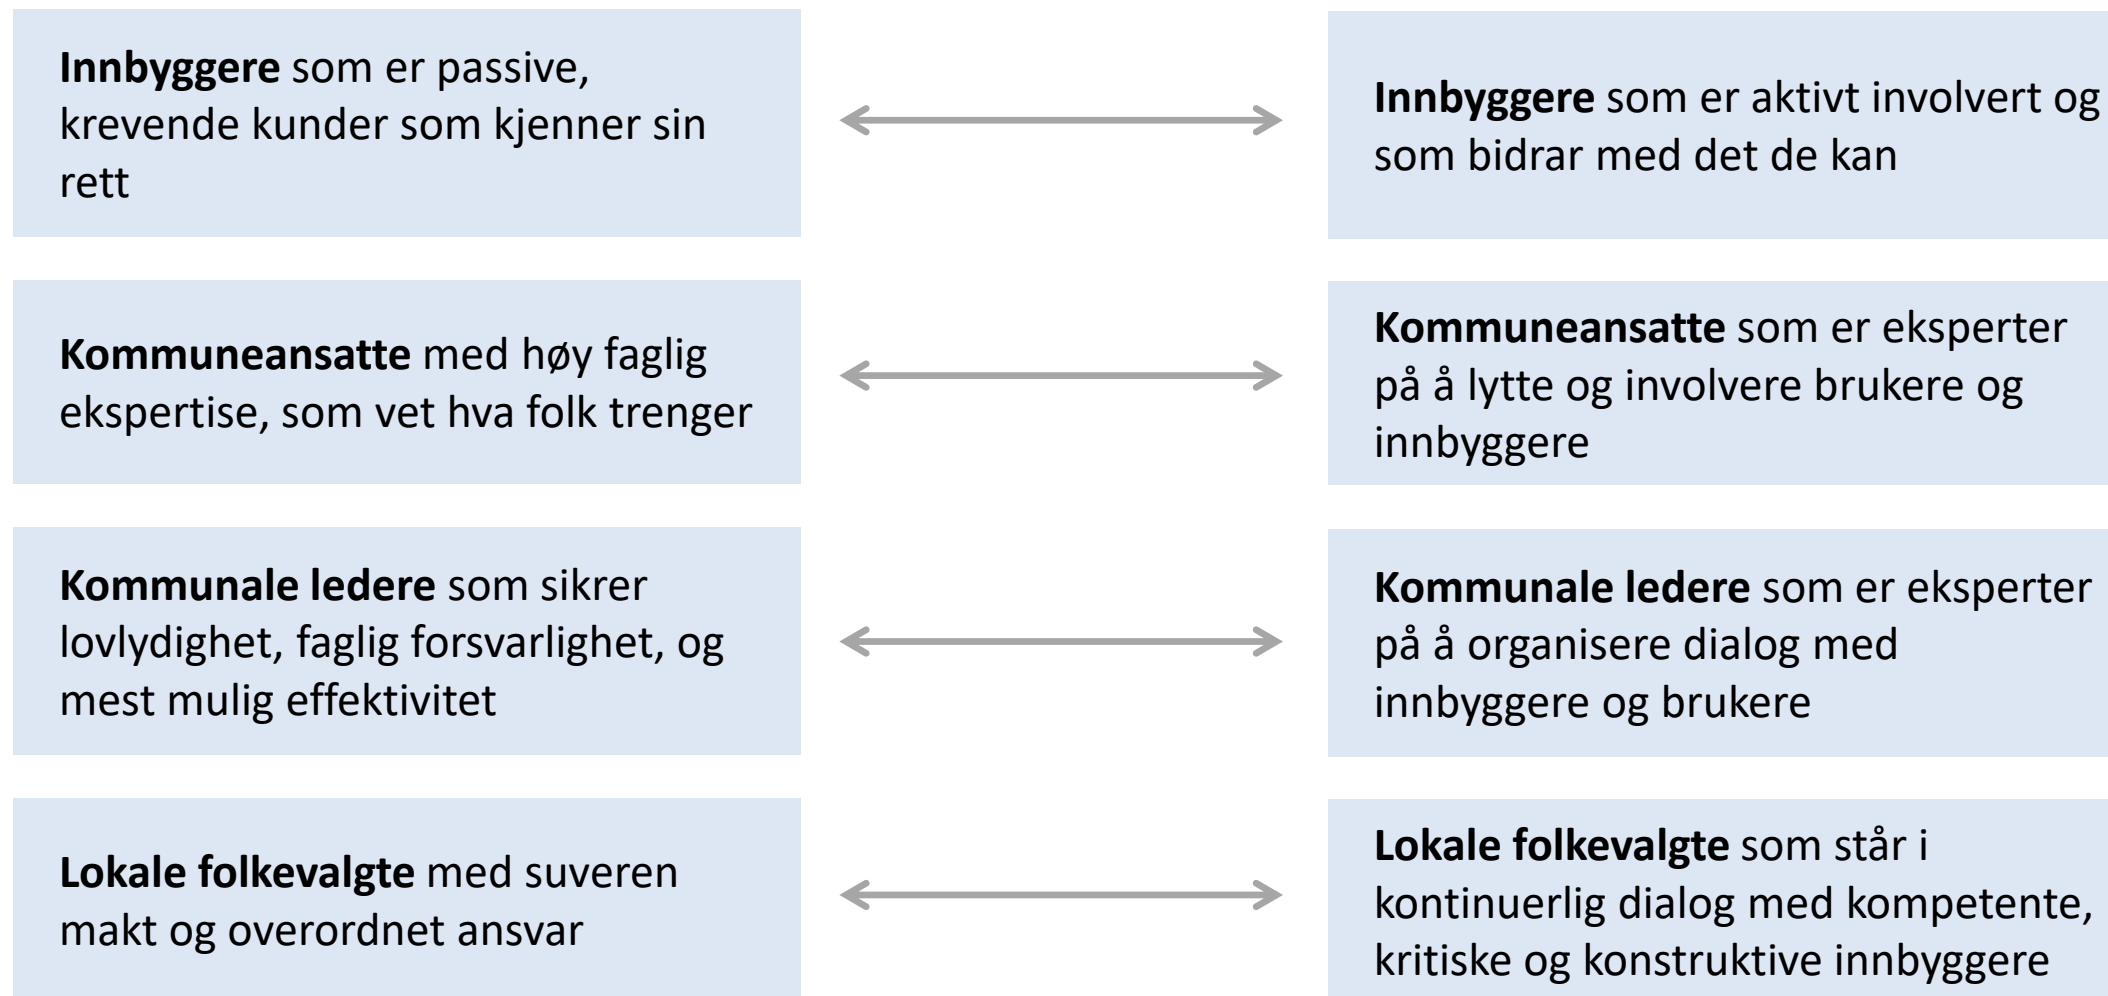 Innbyggere som er passive,
krevende kunder som kjenner sin
rett
Innbyggere som er aktivt involvert og
som bidrar med det de kan
Kommuneansatte med høy faglig
ekspertise, som vet hva folk trenger
Kommuneansatte som er eksperter
på å lytte og involvere brukere og
innbyggere
Kommunale ledere som sikrer
lovlydighet, faglig forsvarlighet, og
mest mulig effektivitet
Kommunale ledere som er eksperter
på å organisere dialog med
innbyggere og brukere
Lokale folkevalgte med suveren
makt og overordnet ansvar
Lokale folkevalgte som står i
kontinuerlig dialog med kompetente,
kritiske og konstruktive innbyggere